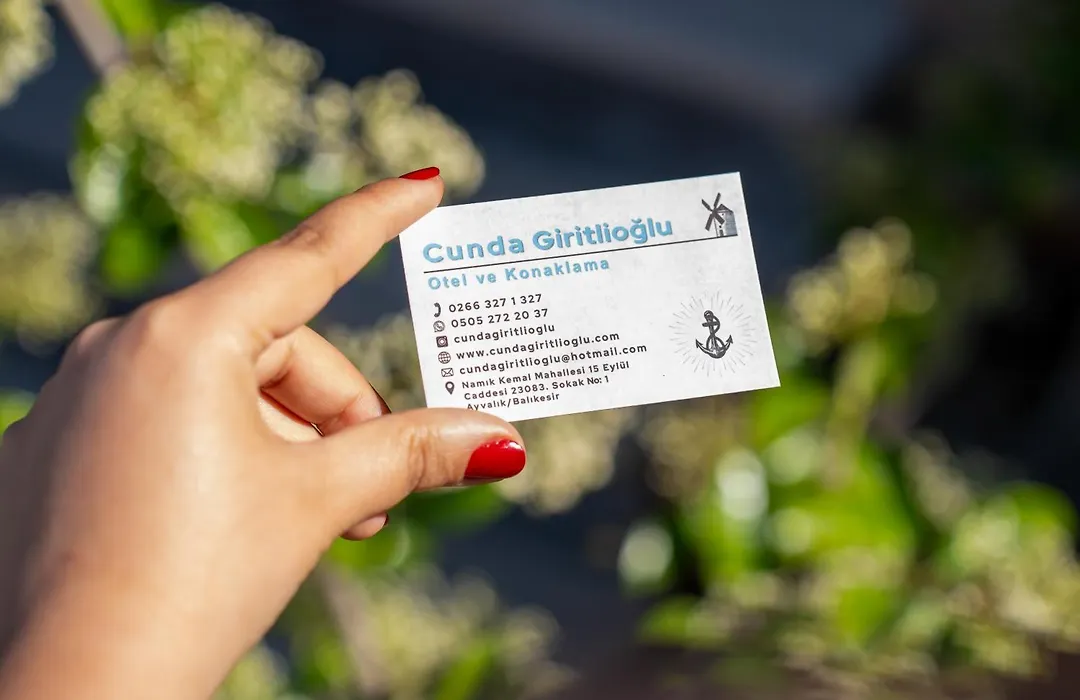 Cunda Giritlioğlu
Otel ve Konaklama
0266 327 1 327
0505 272 20 37
cundagiritlioglu
www.cundagiritlioglu.com
cundagiritlioglu@hotmail.com
Namık Kemal Mahallesi 15 Eylül
Caddesi 23083. Sokak No: 1
Ayvalık/Balıkesir